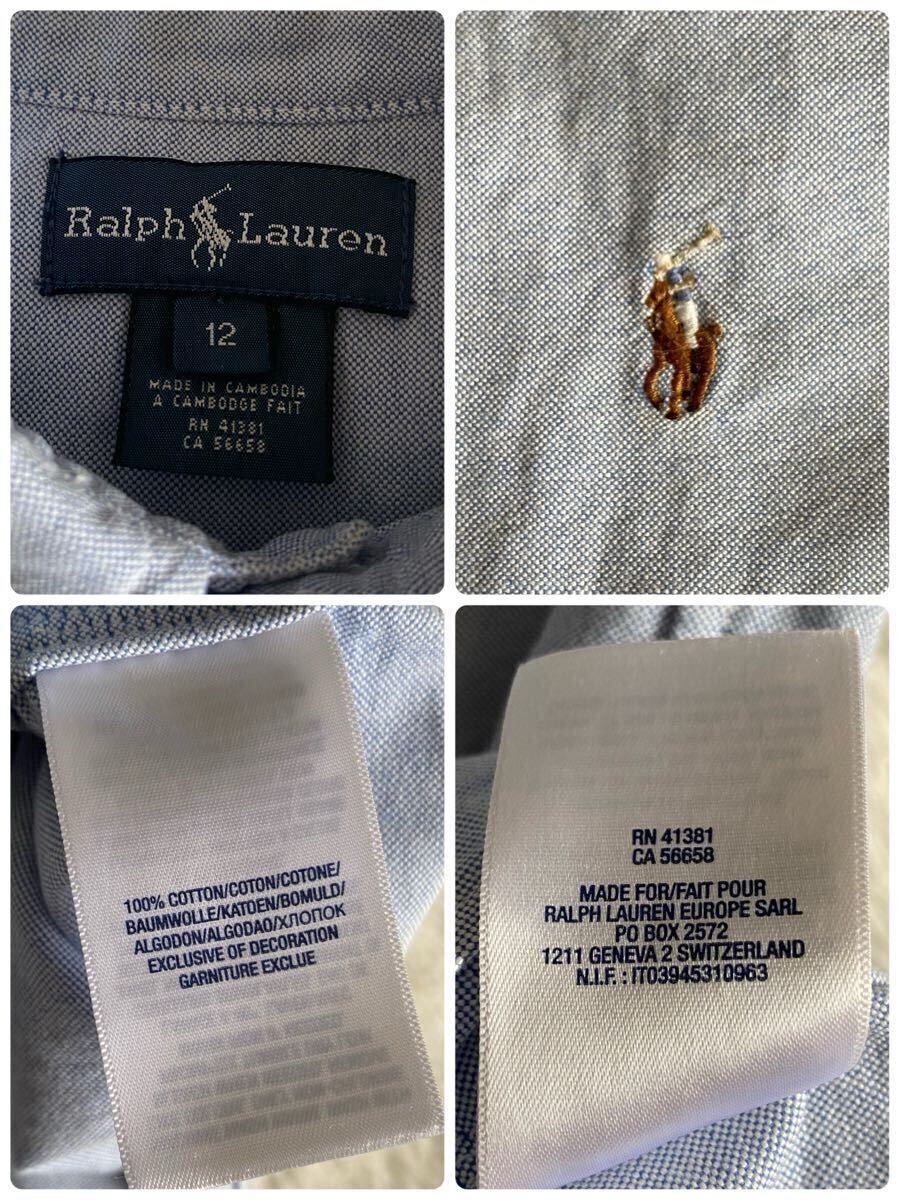 Ralph Lauren
12
MADE IN CAMBODIA
A CAMBODGE FAIT
RN 41381
CA 56658
100% COTTON/COTON/COTONE/
BAUMWOLLE/KATOEN/BOMULD/
ALGODON/ALGODAO/ХЛОПОК
EXCLUSIVE OF DECORATION
GARNITURE EXCLUE
RN 41381
CA 56658
MADE FOR/FAIT POUR
RALPH LAUREN EUROPE SARL
PO BOX 2572
1211 GENEVA 2 SWITZERLAND
N.I.F. : IT03945310963